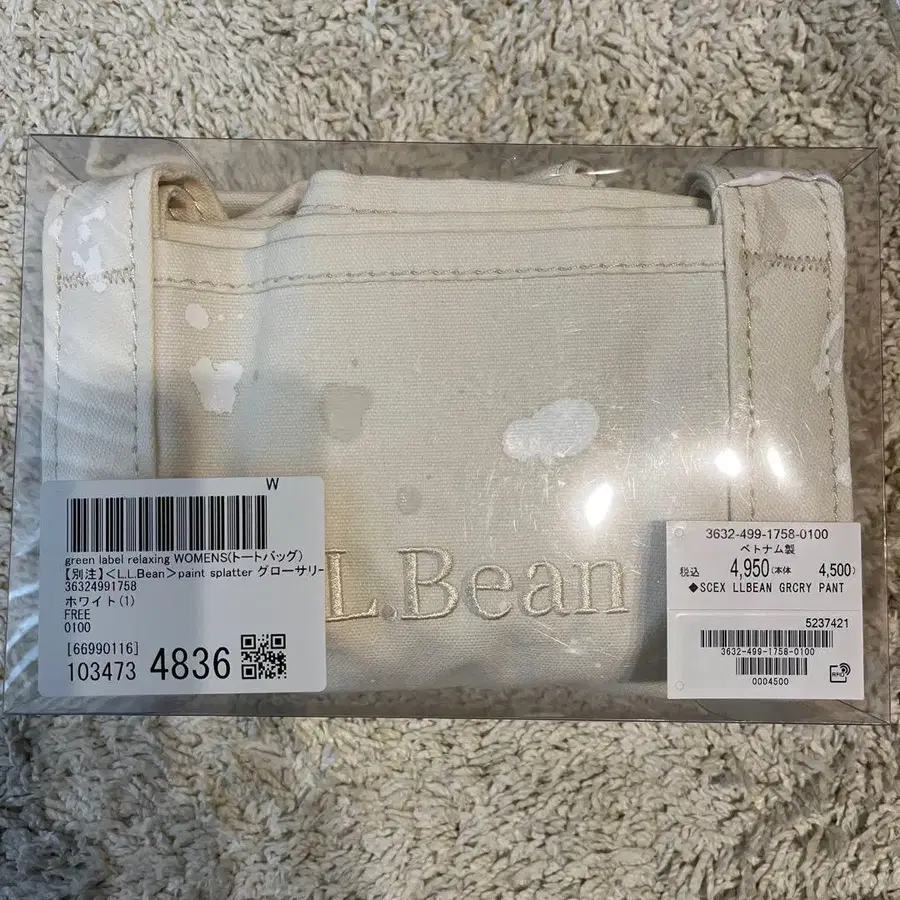 L.Bean
W
green label relaxing WOMENS(トートバッグ)
【別注】<L.L.Bean>paint splatter グローサリー
36324991758
ホワイト(1)
FREE
0100
[66990116]
103473 4836
3632-499-1758-0100
ベトナム製
税込 4,950(本体 4,500)
◆SCEX LLBEAN GRCRY PANT
5237421
3632-499-1758-0100
0004500
RFID